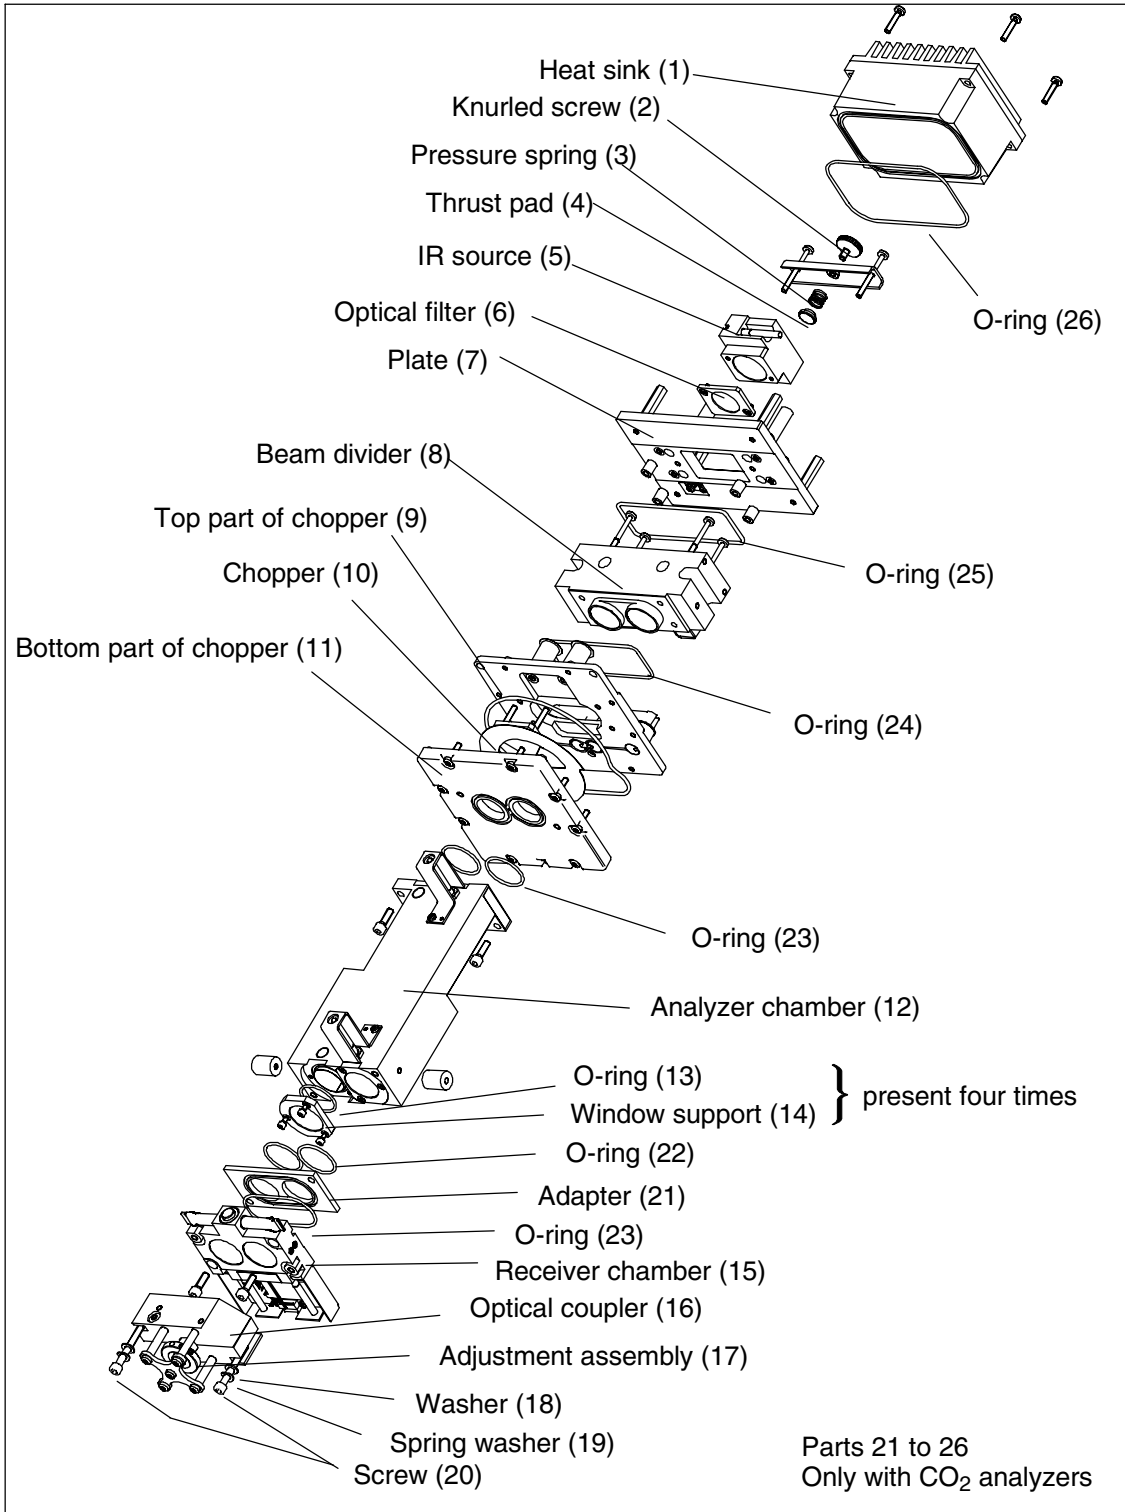 Heat sink (1)
Knurled screw (2)
Pressure spring (3)
Thrust pad (4)
IR source (5)
Optical filter (6)
O-ring (26)
Plate (7)
Beam divider (8)
Top part of chopper (9)
O-ring (25)
Chopper (10)
Bottom part of chopper (11)
O-ring (24)
O-ring (23)
Analyzer chamber (12)
O-ring (13)
Window support (14)
} present four times
O-ring (22)
Adapter (21)
O-ring (23)
Receiver chamber (15)
Optical coupler (16)
Adjustment assembly (17)
Washer (18)
Spring washer (19)
Screw (20)
Parts 21 to 26
Only with CO₂ analyzers